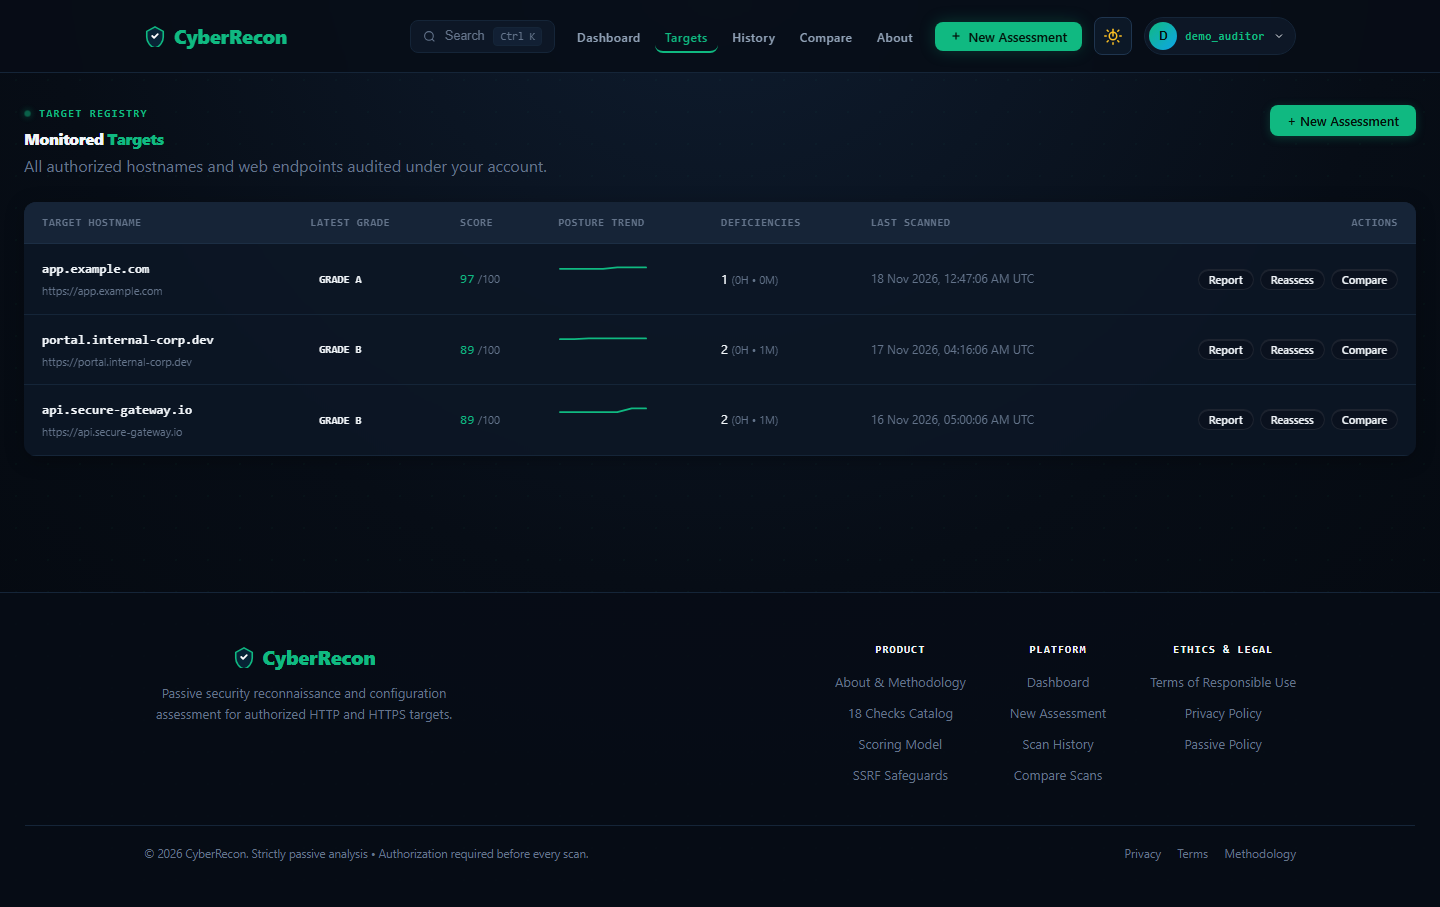 CyberRecon
Search Ctrl K
Dashboard
Targets
History
Compare
About
+ New Assessment
D demo_auditor
TARGET REGISTRY
Monitored Targets
All authorized hostnames and web endpoints audited under your account.
+ New Assessment
TARGET HOSTNAME LATEST GRADE SCORE POSTURE TREND DEFICIENCIES LAST SCANNED ACTIONS
app.example.com
https://app.example.com
GRADE A 97 /100 1 (0H • 0M) 18 Nov 2026, 12:47:06 AM UTC Report Reassess Compare
portal.internal-corp.dev
https://portal.internal-corp.dev
GRADE B 89 /100 2 (0H • 1M) 17 Nov 2026, 04:16:06 AM UTC Report Reassess Compare
api.secure-gateway.io
https://api.secure-gateway.io
GRADE B 89 /100 2 (0H • 1M) 16 Nov 2026, 05:00:06 AM UTC Report Reassess Compare
CyberRecon
Passive security reconnaissance and configuration
assessment for authorized HTTP and HTTPS targets.
PRODUCT
About & Methodology
18 Checks Catalog
Scoring Model
SSRF Safeguards
PLATFORM
Dashboard
New Assessment
Scan History
Compare Scans
ETHICS & LEGAL
Terms of Responsible Use
Privacy Policy
Passive Policy
© 2026 CyberRecon. Strictly passive analysis • Authorization required before every scan.
Privacy Terms Methodology